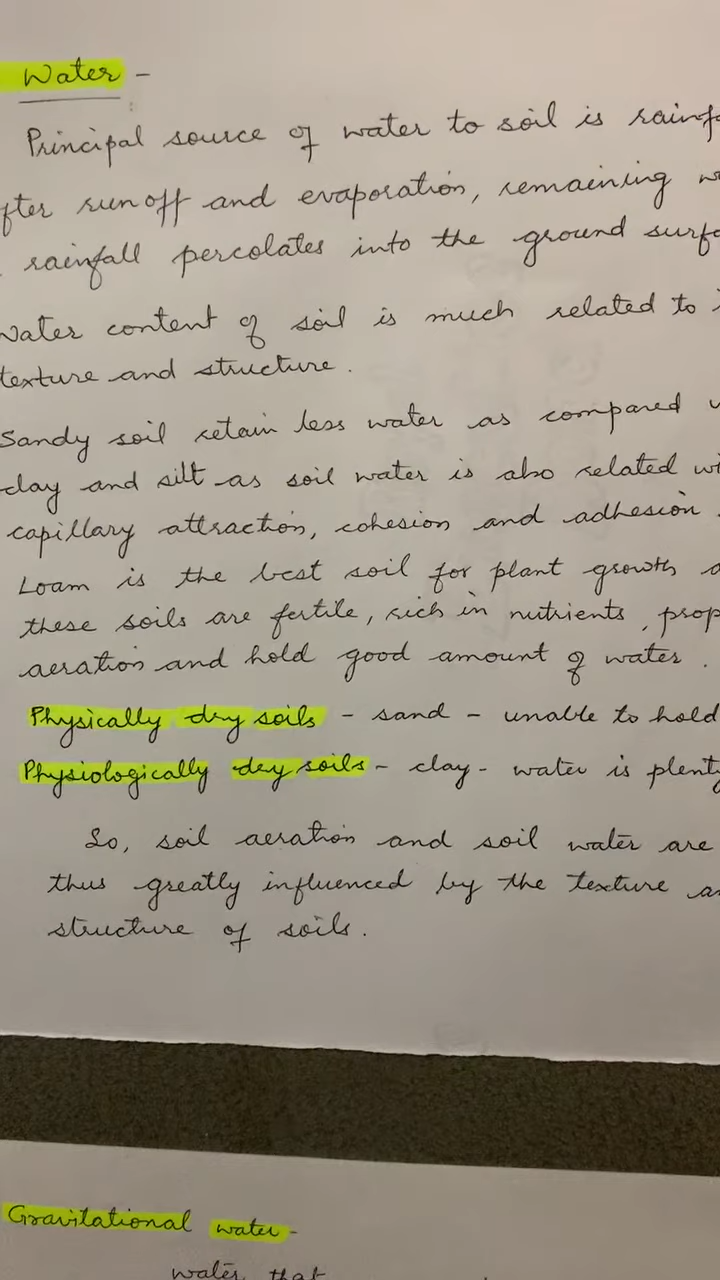 Water -
Principal source of water to soil is rainf
fter runoff and evaporation, remaining w
rainfall percolates into the ground surf
Water content of soil is much related to i
texture and structure.
Sandy soil retain less water as compared w
clay and silt as soil water is also related wi
capillary attraction, cohesion and adhesion.
Loam is the best soil for plant growth a
these soils are fertile, rich in nutrients, prop
aeration and hold good amount of water.
Physically dry soils - sand - unable to hold
Physiologically dry soils - clay - water is plenty
So, soil aeration and soil water are
thus greatly influenced by the texture a
structure of soils.
Gravitational water -
water that